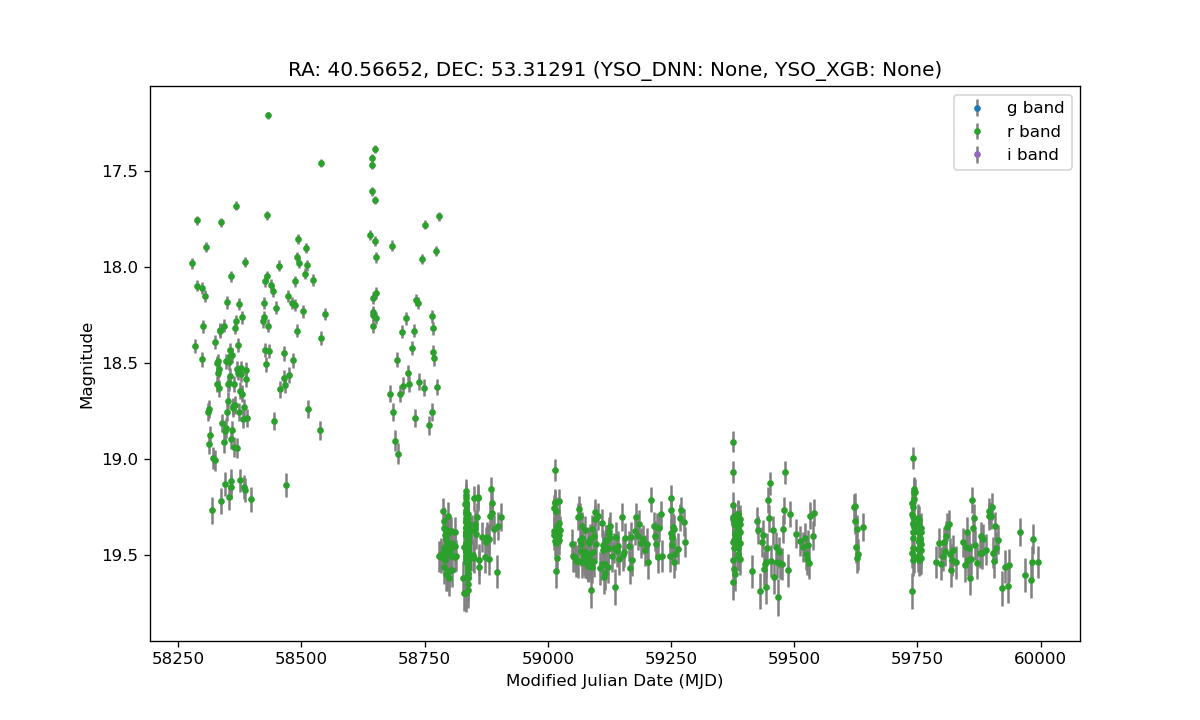 RA: 40.56652, DEC: 53.31291 (YSO_DNN: None, YSO_XGB: None)
g band
r band
i band
17.5
18.0
18.5
19.0
19.5
Magnitude
58250 58500 58750 59000 59250 59500 59750 60000
Modified Julian Date (MJD)